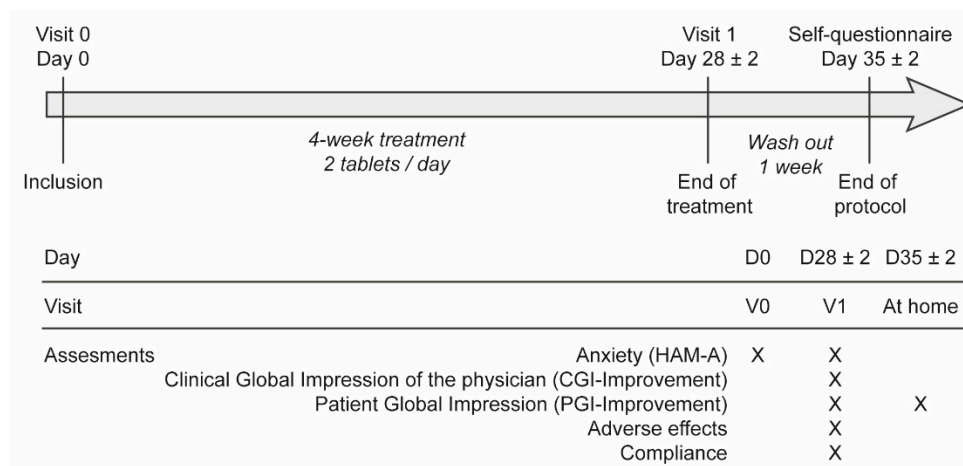 Visit 0
Day 0
Visit 1
Day 28 ± 2
Self-questionnaire
Day 35 ± 2
4-week treatment
2 tablets / day
Wash out
1 week
Inclusion
End of
treatment
End of
protocol
Day D0 D28 ± 2 D35 ± 2
Visit V0 V1 At home
Assesments Anxiety (HAM-A) X X
Clinical Global Impression of the physician (CGI-Improvement) X
Patient Global Impression (PGI-Improvement) X X
Adverse effects X
Compliance X